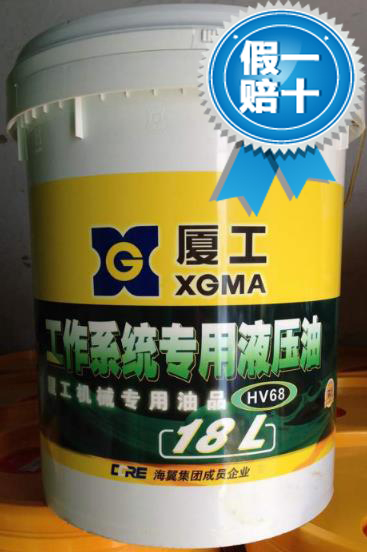 假一
赔十
G
厦工
XGMA
工作系统专用液压油
厦工机械专用油品
HV68
18L
海翼集团成员企业